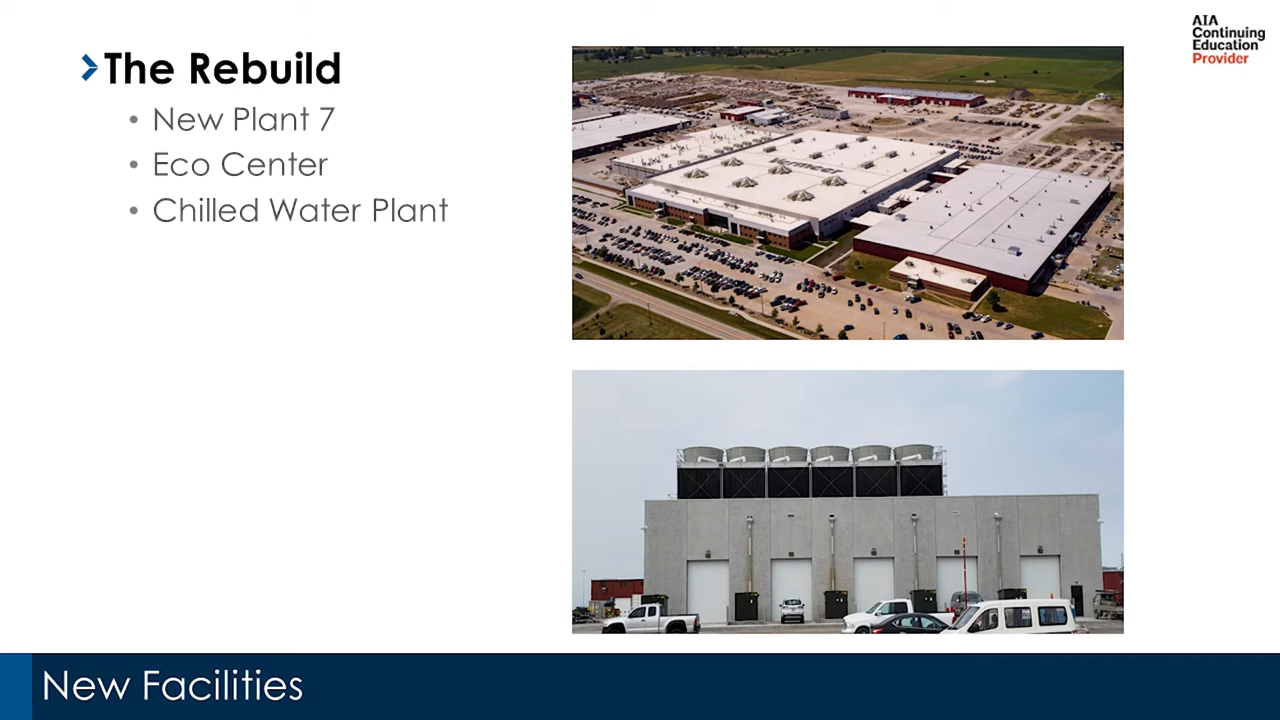 The Rebuild
• New Plant 7
• Eco Center
• Chilled Water Plant
AIA
Continuing
Education
Provider
New Facilities